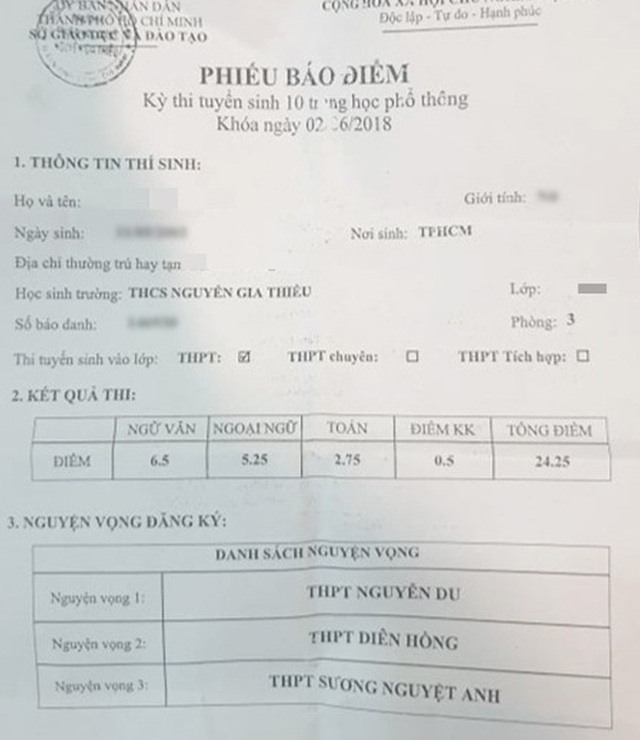 ỦY BAN NHÂN DÂN
THÀNH PHỐ HỒ CHÍ MINH
SỞ GIÁO DỤC VÀ ĐÀO TẠO
CỘNG HÒA XÃ HỘI CHỦ
Độc lập - Tự do - Hạnh phúc
PHIẾU BÁO ĐIỂM
Kỳ thi tuyển sinh 10 trung học phổ thông
Khóa ngày 02/06/2018
1. THÔNG TIN THÍ SINH:
Họ và tên:
Giới tính:
Ngày sinh:
Nơi sinh: TPHCM
Địa chỉ thường trú hay tạm
Học sinh trường: THCS NGUYỄN GIA THIỀU
Lớp:
Số báo danh:
Phòng: 3
Thi tuyển sinh vào lớp: THPT: ☑ THPT chuyên: ☐ THPT Tích hợp: ☐
2. KẾT QUẢ THI:
NGỮ VĂN NGOẠI NGỮ TOÁN ĐIỂM KK TỔNG ĐIỂM
ĐIỂM 6.5 5.25 2.75 0.5 24.25
3. NGUYỆN VỌNG ĐĂNG KÝ:
DANH SÁCH NGUYỆN VỌNG
Nguyện vọng 1: THPT NGUYỄN DU
Nguyện vọng 2: THPT DIÊN HỒNG
Nguyện vọng 3: THPT SƯƠNG NGUYỆT ANH